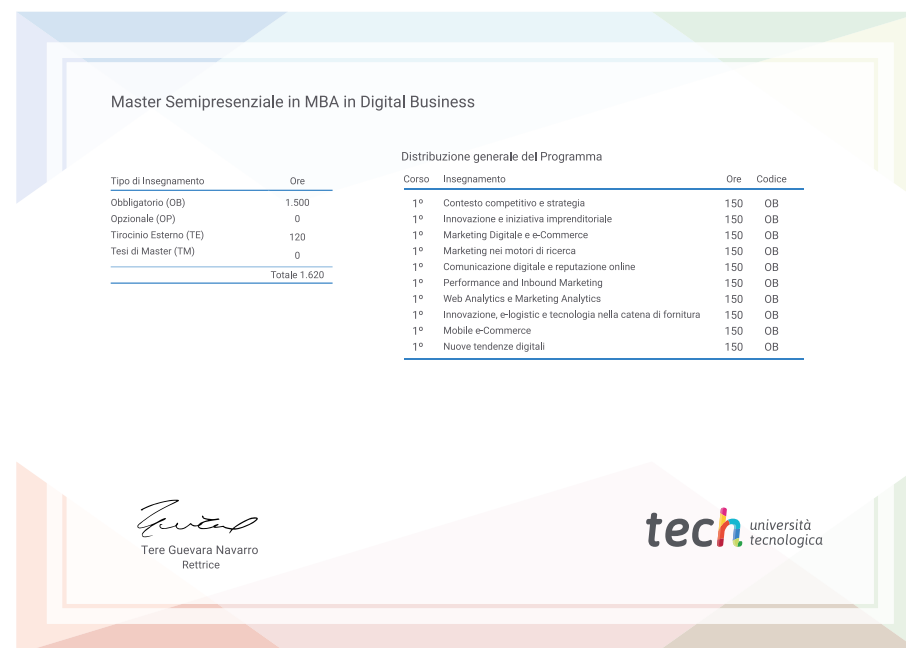 Master Semipresenziale in MBA in Digital Business
Tipo di Insegnamento Ore
Obbligatorio (OB) 1.500
Opzionale (OP) 0
Tirocinio Esterno (TE) 120
Tesi di Master (TM) 0
Totale 1.620
Distribuzione generale del Programma
Corso Insegnamento Ore Codice
1º Contesto competitivo e strategia 150 OB
1º Innovazione e iniziativa imprenditoriale 150 OB
1º Marketing Digitale e e-Commerce 150 OB
1º Marketing nei motori di ricerca 150 OB
1º Comunicazione digitale e reputazione online 150 OB
1º Performance and Inbound Marketing 150 OB
1º Web Analytics e Marketing Analytics 150 OB
1º Innovazione, e-logistic e tecnologia nella catena di fornitura 150 OB
1º Mobile e-Commerce 150 OB
1º Nuove tendenze digitali 150 OB
Tere Guevara Navarro
Rettrice
tech università
tecnologica